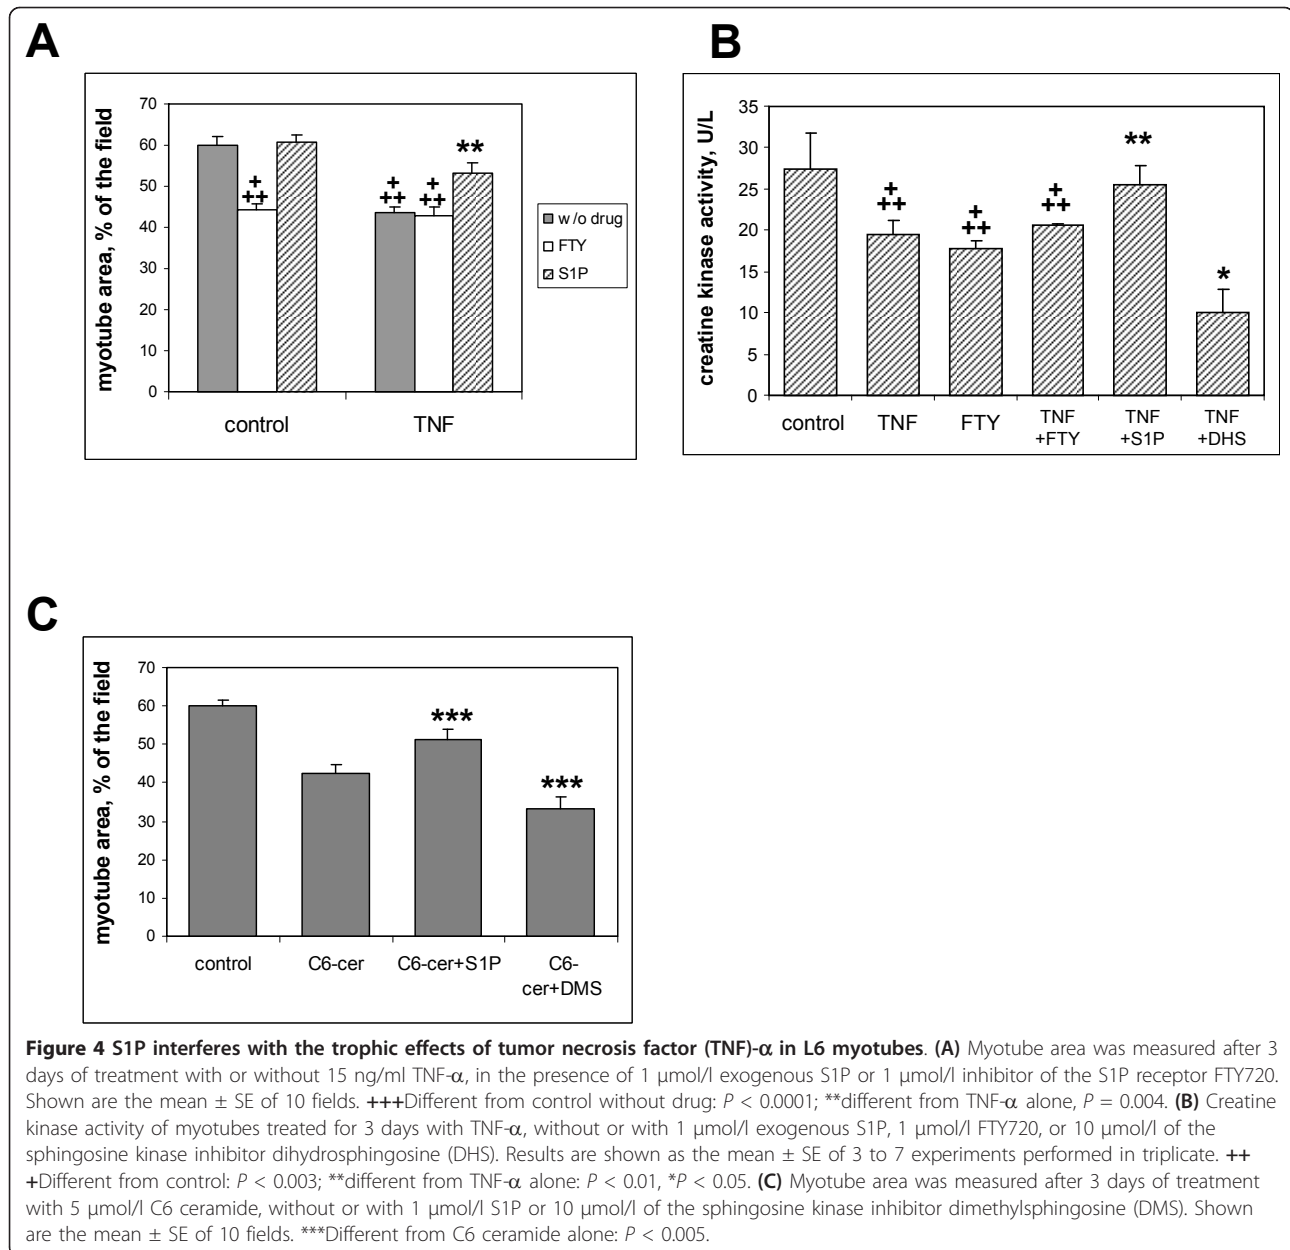 A
myotube area, % of the field
70
60
50
40
30
20
10
0
+
++
+
++
+
++
**
control
TNF
w/o drug
FTY
S1P
B
creatine kinase activity, U/L
35
30
25
20
15
10
5
0
+
++
+
++
+
++
**
*
control
TNF
FTY
TNF
+FTY
TNF
+S1P
TNF
+DHS
C
myotube area, % of the field
70
60
50
40
30
20
10
0
***
***
control
C6-cer
C6-cer+S1P
C6-
cer+DMS
Figure 4 S1P interferes with the trophic effects of tumor necrosis factor (TNF)-α in L6 myotubes. (A) Myotube area was measured after 3
days of treatment with or without 15 ng/ml TNF-α, in the presence of 1 μmol/l exogenous S1P or 1 μmol/l inhibitor of the S1P receptor FTY720.
Shown are the mean ± SE of 10 fields. +++Different from control without drug: P < 0.0001; **different from TNF-α alone, P = 0.004. (B) Creatine
kinase activity of myotubes treated for 3 days with TNF-α, without or with 1 μmol/l exogenous S1P, 1 μmol/l FTY720, or 10 μmol/l of the
sphingosine kinase inhibitor dihydrosphingosine (DHS). Results are shown as the mean ± SE of 3 to 7 experiments performed in triplicate. ++
+Different from control: P < 0.003; **different from TNF-α alone: P < 0.01, *P < 0.05. (C) Myotube area was measured after 3 days of treatment
with 5 μmol/l C6 ceramide, without or with 1 μmol/l S1P or 10 μmol/l of the sphingosine kinase inhibitor dimethylsphingosine (DMS). Shown
are the mean ± SE of 10 fields. ***Different from C6 ceramide alone: P < 0.005.